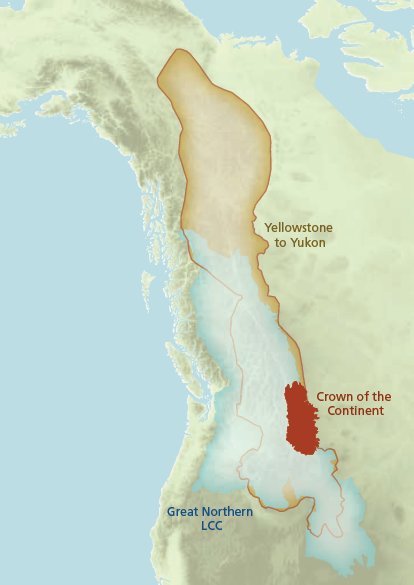 Yellowstone
to Yukon
Crown of the
Continent
Great Northern
LCC